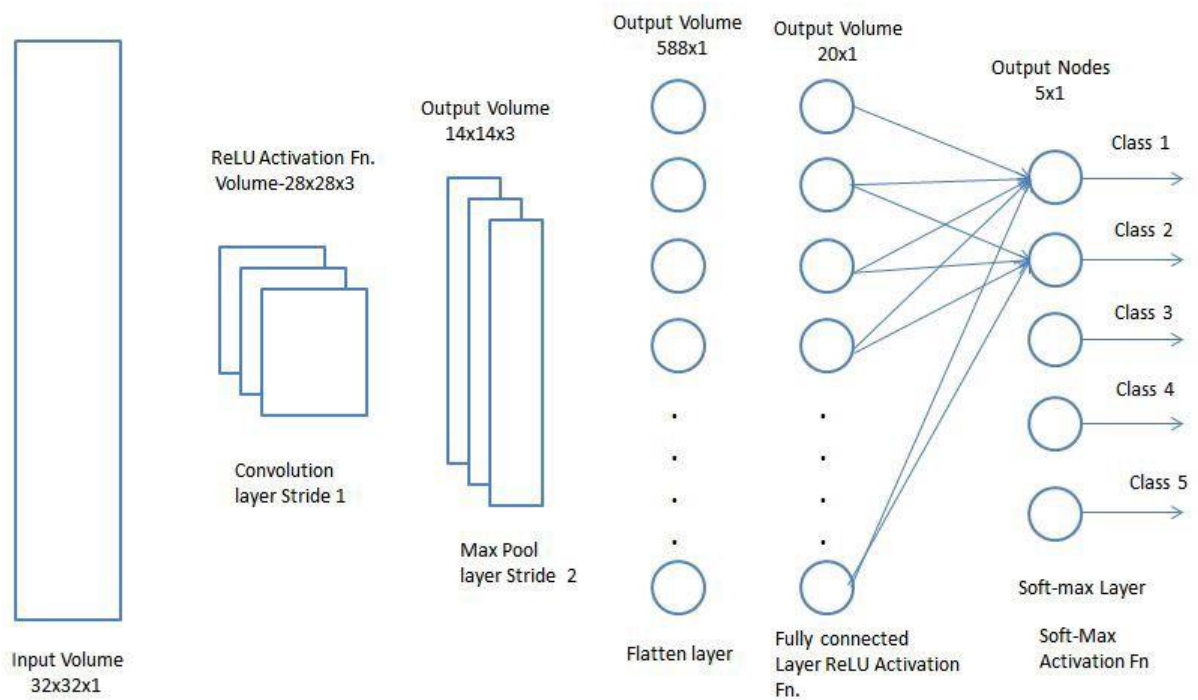 Input Volume
32x32x1
ReLU Activation Fn.
Volume-28x28x3
Convolution
layer Stride 1
Output Volume
14x14x3
Max Pool
layer Stride 2
Output Volume
588x1
Flatten layer
Output Volume
20x1
Fully connected
Layer ReLU Activation
Fn.
Output Nodes
5x1
Class 1
Class 2
Class 3
Class 4
Class 5
Soft-max Layer
Soft-Max
Activation Fn